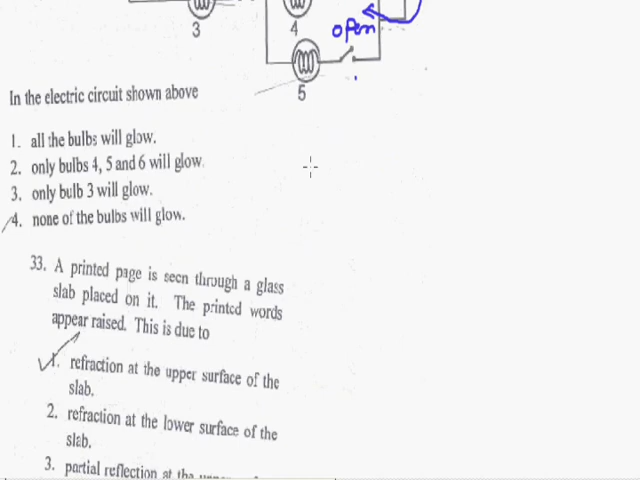 3
4
open
5
In the electric circuit shown above
1. all the bulbs will glow.
2. only bulbs 4, 5 and 6 will glow.
3. only bulb 3 will glow.
4. none of the bulbs will glow.
33. A printed page is seen through a glass
slab placed on it. The printed words
appear raised. This is due to
1. refraction at the upper surface of the
slab.
2. refraction at the lower surface of the
slab.
3. partial reflection at the